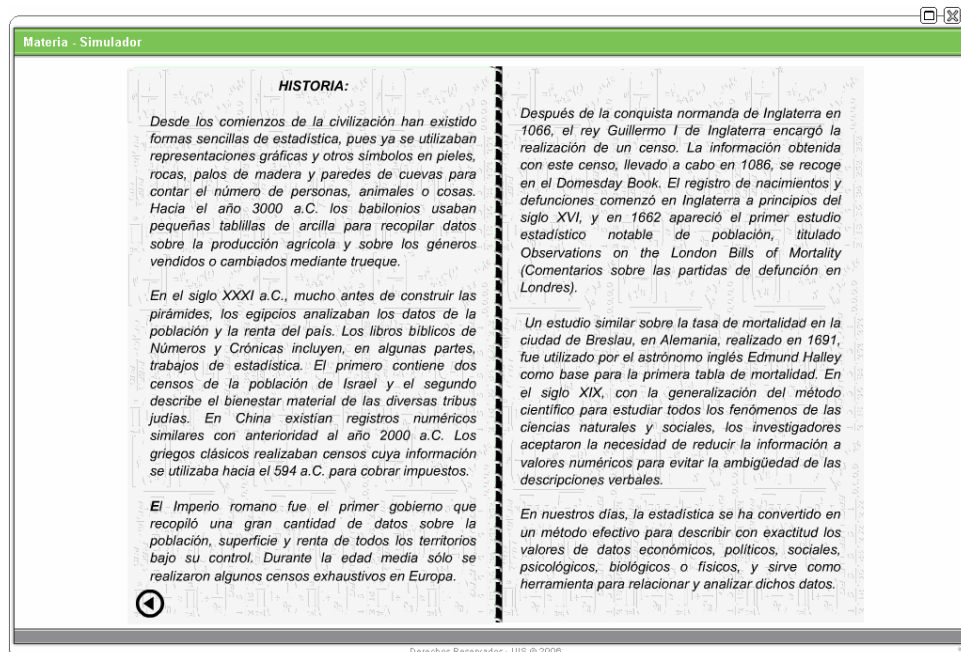 Materia - Simulador
HISTORIA:
Desde los comienzos de la civilización han existido
formas sencillas de estadística, pues ya se utilizaban
representaciones gráficas y otros símbolos en pieles,
rocas, palos de madera y paredes de cuevas para
contar el número de personas, animales o cosas.
Hacia el año 3000 a.C. los babilonios usaban
pequeñas tablillas de arcilla para recopilar datos
sobre la producción agrícola y sobre los géneros
vendidos o cambiados mediante trueque.
En el siglo XXXI a.C., mucho antes de construir las
pirámides, los egipcios analizaban los datos de la
población y la renta del país. Los libros bíblicos de
Números y Crónicas incluyen, en algunas partes,
trabajos de estadística. El primero contiene dos
censos de la población de Israel y el segundo
describe el bienestar material de las diversas tribus
judías. En China existían registros numéricos
similares con anterioridad al año 2000 a.C. Los
griegos clásicos realizaban censos cuya información
se utilizaba hacia el 594 a.C. para cobrar impuestos.
El Imperio romano fue el primer gobierno que
recopiló una gran cantidad de datos sobre la
población, superficie y renta de todos los territorios
bajo su control. Durante la edad media sólo se
realizaron algunos censos exhaustivos en Europa.
Después de la conquista normanda de Inglaterra en
1066, el rey Guillermo I de Inglaterra encargó la
realización de un censo. La información obtenida
con este censo, llevado a cabo en 1086, se recoge
en el Domesday Book. El registro de nacimientos y
defunciones comenzó en Inglaterra a principios del
siglo XVI, y en 1662 apareció el primer estudio
estadístico notable de población, titulado
Observations on the London Bills of Mortality
(Comentarios sobre las partidas de defunción en
Londres).
Un estudio similar sobre la tasa de mortalidad en la
ciudad de Breslau, en Alemania, realizado en 1691,
fue utilizado por el astrónomo inglés Edmund Halley
como base para la primera tabla de mortalidad. En
el siglo XIX, con la generalización del método
científico para estudiar todos los fenómenos de las
ciencias naturales y sociales, los investigadores
aceptaron la necesidad de reducir la información a
valores numéricos para evitar la ambigüedad de las
descripciones verbales.
En nuestros días, la estadística se ha convertido en
un método efectivo para describir con exactitud los
valores de datos económicos, políticos, sociales,
psicológicos, biológicos o físicos, y sirve como
herramienta para relacionar y analizar dichos datos.
Derechos Reservados - UIS @ 2006